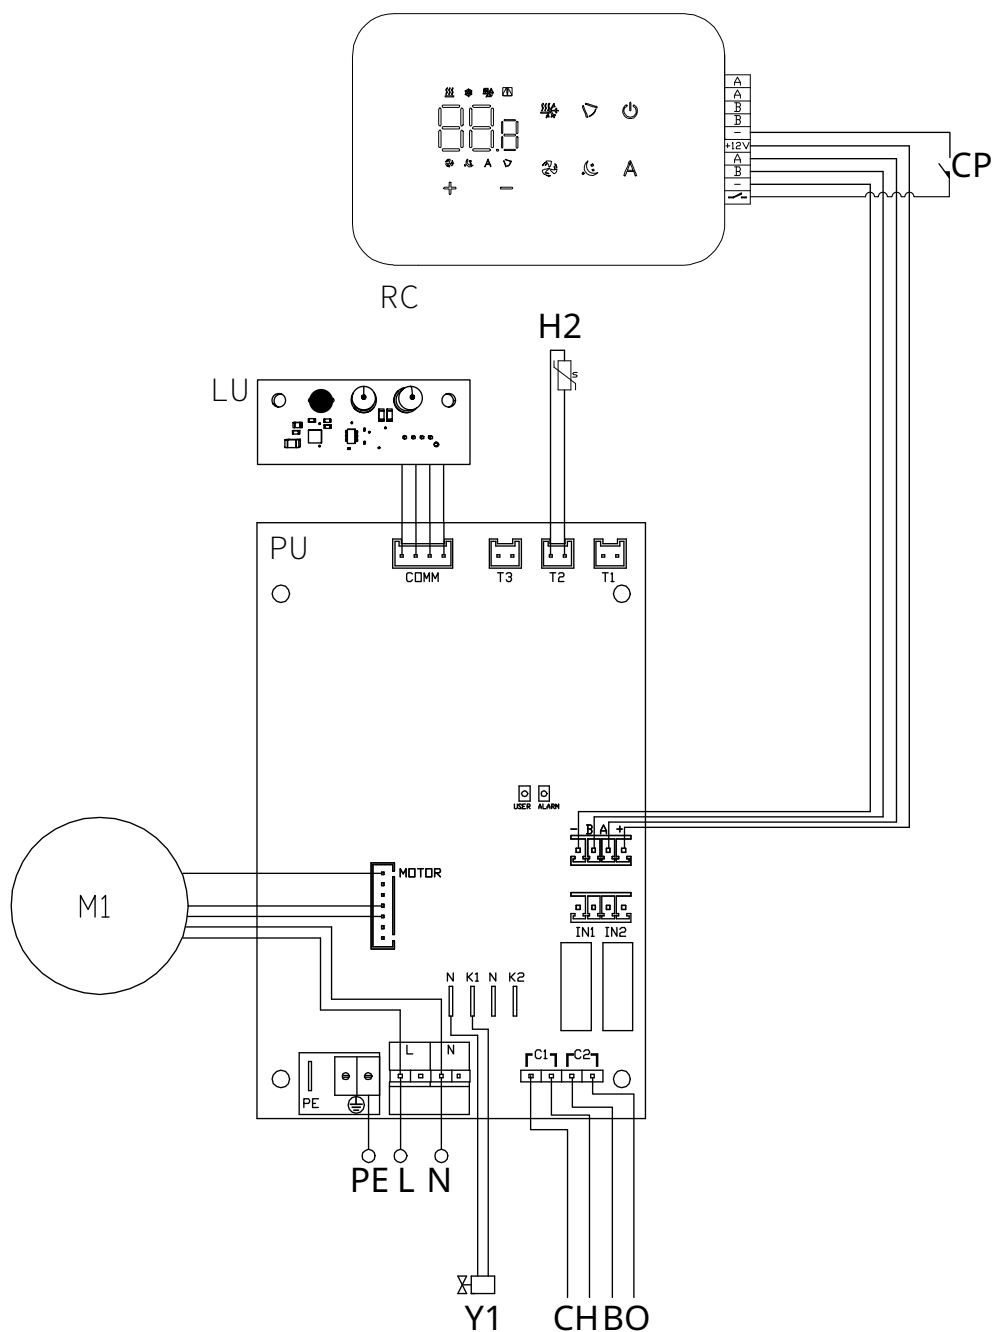 A
A
B
B
-
+12V
A
B
-
A
A
+
-
CP
RC
H2
S
LU
PU
COMM
T3
T2
T1
USER
ALARM
- B A +
MOTOR
M1
IN1
IN2
N K1 N K2
L
N
C1
C2
PE
PE L N
Y1
CH BO